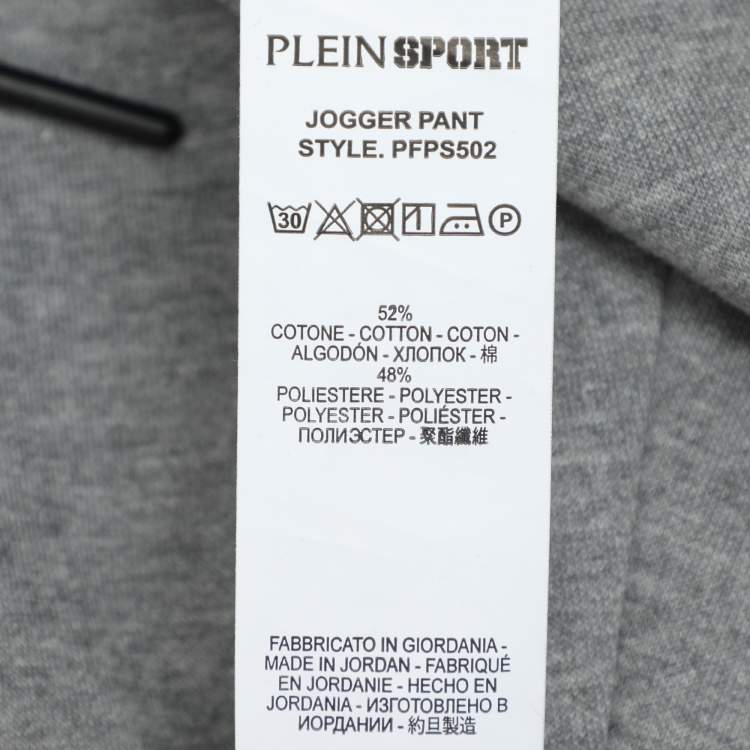 PLEIN SPORT
JOGGER PANT
STYLE. PFPS502
30 P
52%
COTONE - COTTON - COTON -
ALGODÓN - ХЛОПОК - 棉
48%
POLIESTERE - POLYESTER -
POLYESTER - POLIÉSTER -
ПОЛИЭСТЕР - 聚酯纖維
FABBRICATO IN GIORDANIA -
MADE IN JORDAN - FABRIQUÉ
EN JORDANIE - HECHO EN
JORDANIA - ИЗГОТОВЛЕНО В
ИОРДАНИИ - 約旦製造